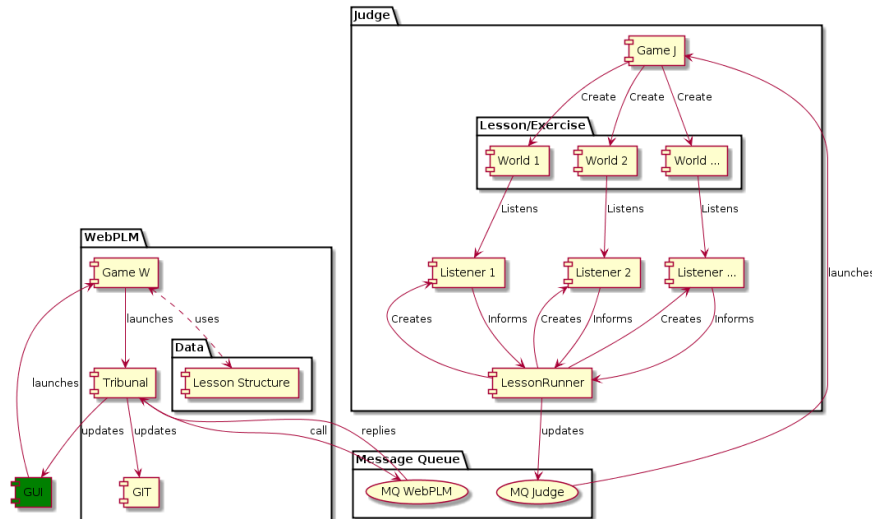 Judge
Game J
Create
Create
Create
Lesson/Exercise
World 1
World 2
World ...
Listens
Listens
Listens
WebPLM
Game W
Listener 1
Listener 2
Listener ...
launches
launches
uses
Creates
Informs
Creates
Informs
Creates
Informs
Data
launches
Tribunal
Lesson Structure
LessonRunner
updates
updates
call
replies
updates
Message Queue
GUI
GIT
MQ WebPLM
MQ Judge